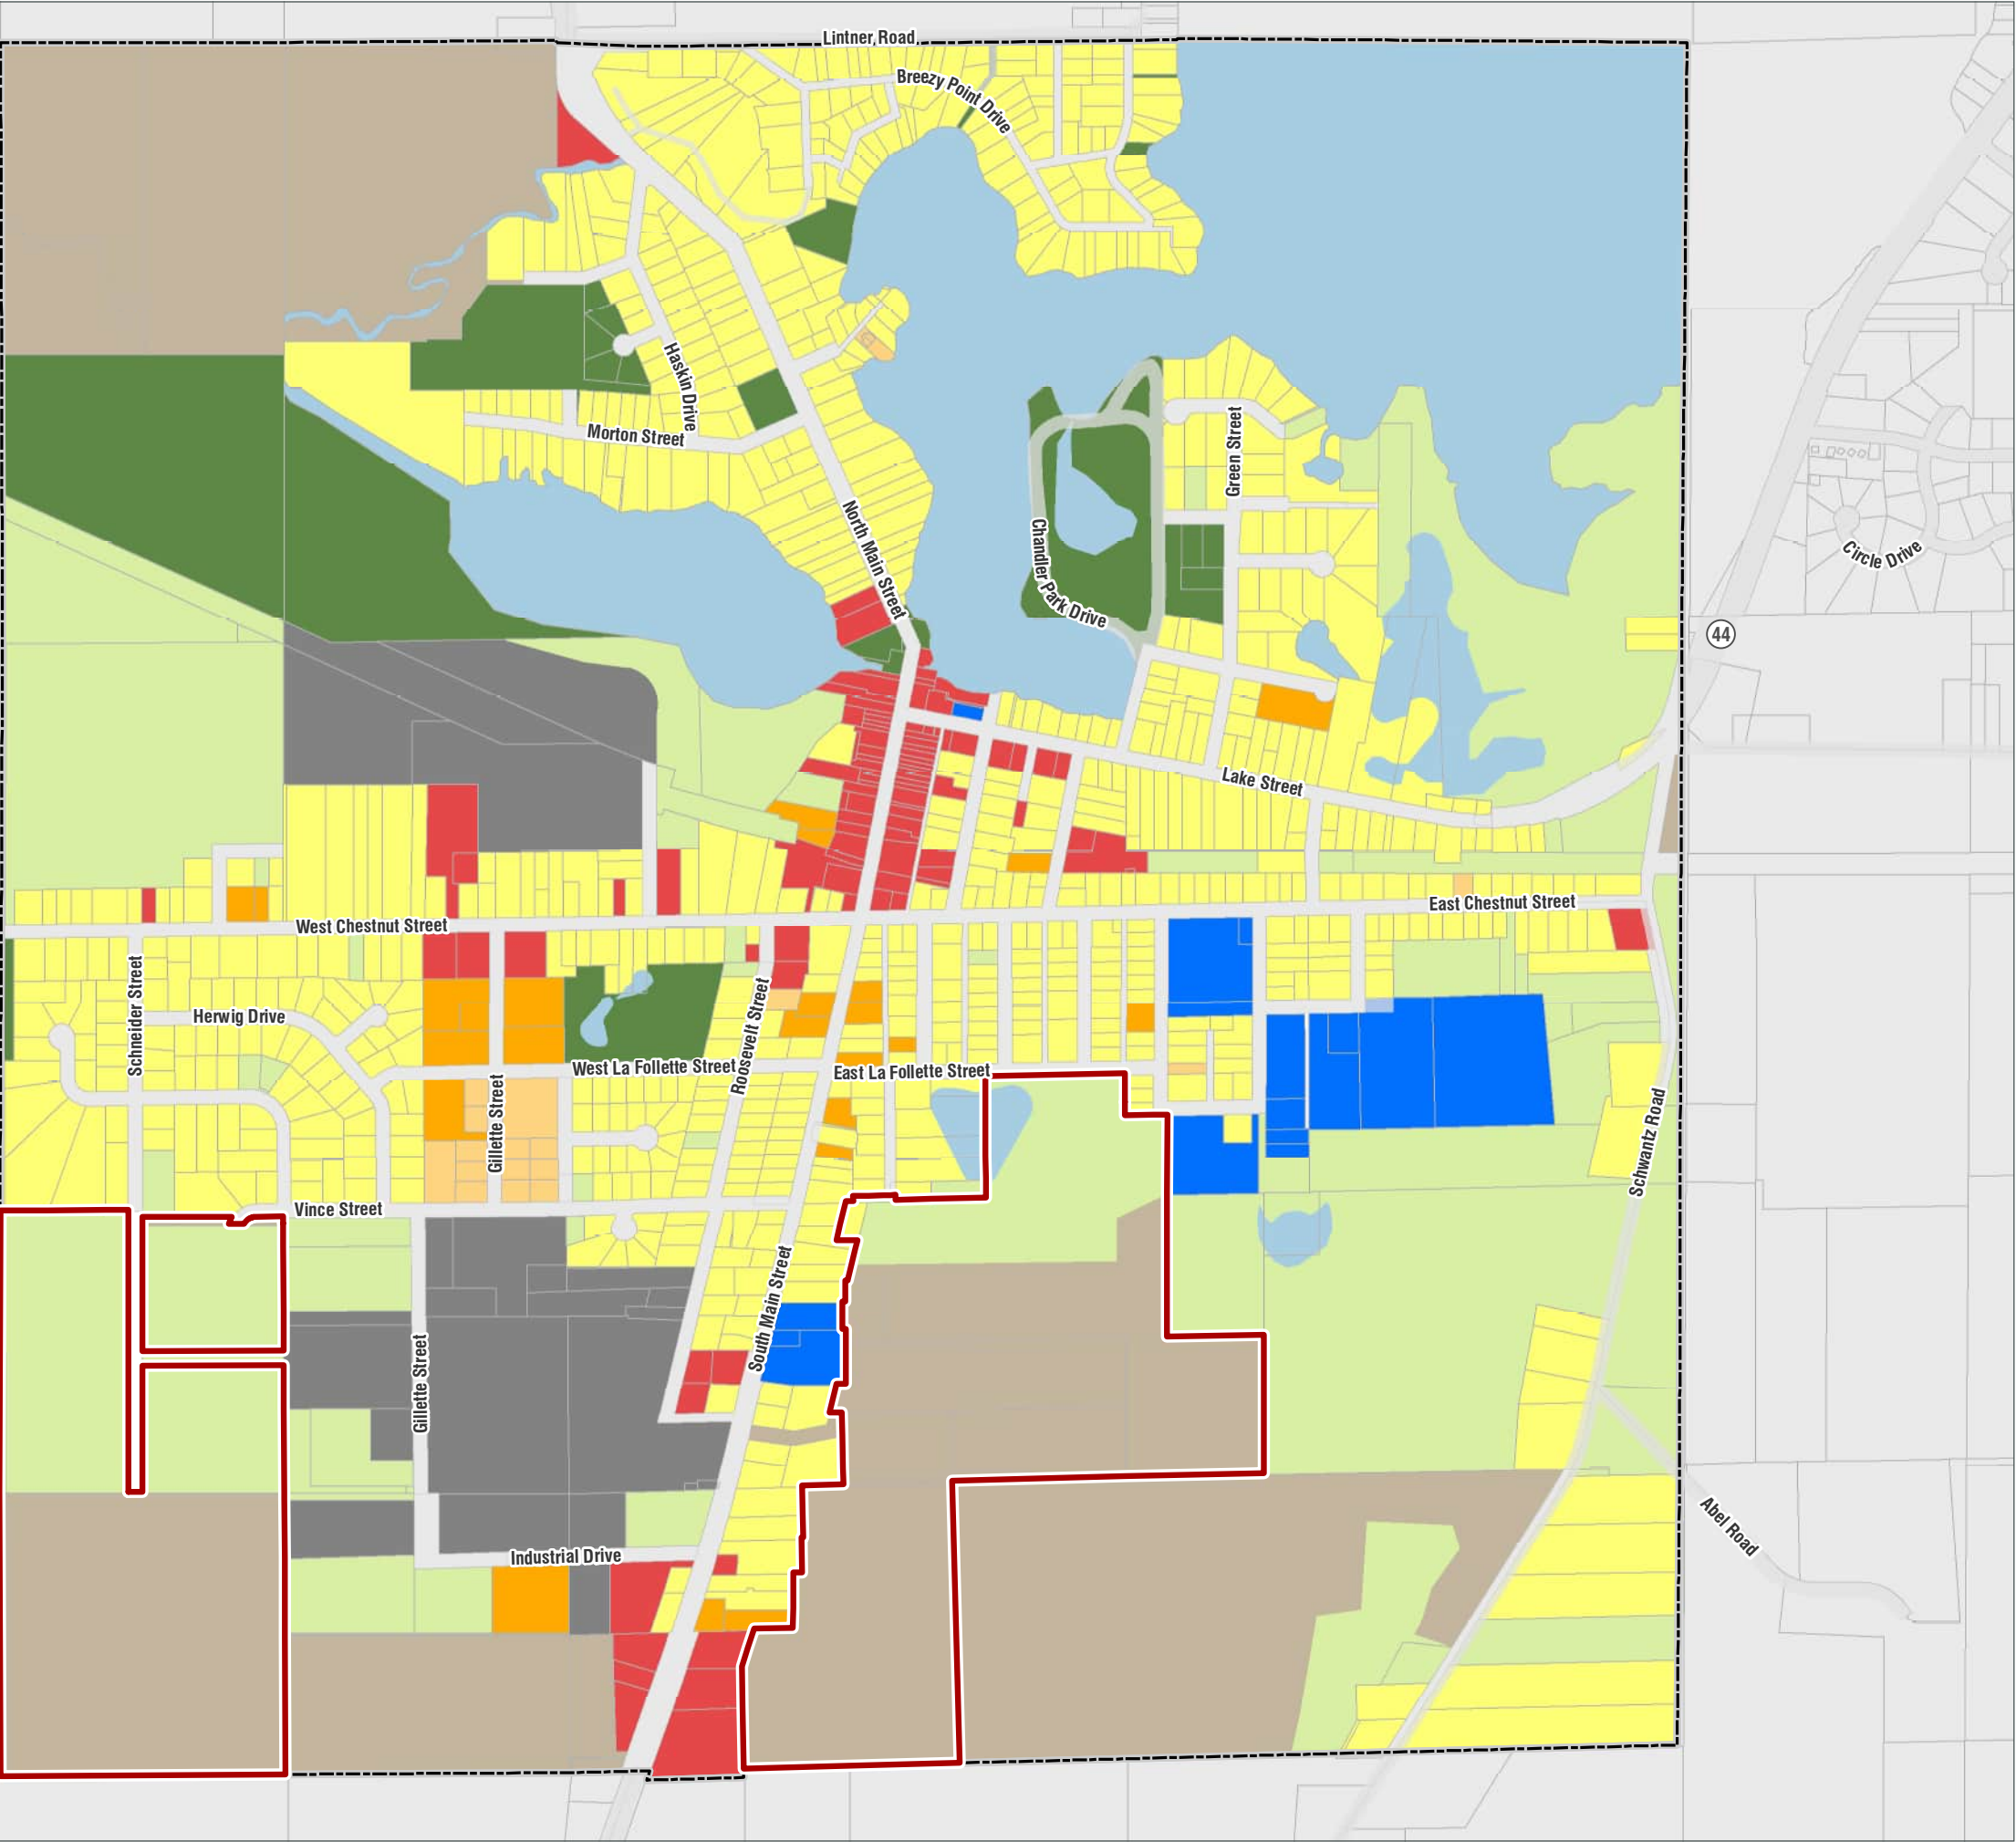 Lintner Road
Breezy Point Drive
Haskin Drive
Morton Street
Green Street
North Main Street
Chandler Park Drive
Circle Drive
44
Lake Street
East Chestnut Street
West Chestnut Street
Schneider Street
Herwig Drive
Roosevelt Street
West La Follette Street
East La Follette Street
Gillette Street
Schwantz Road
Vince Street
South Main Street
Gillette Street
Abel Road
Industrial Drive